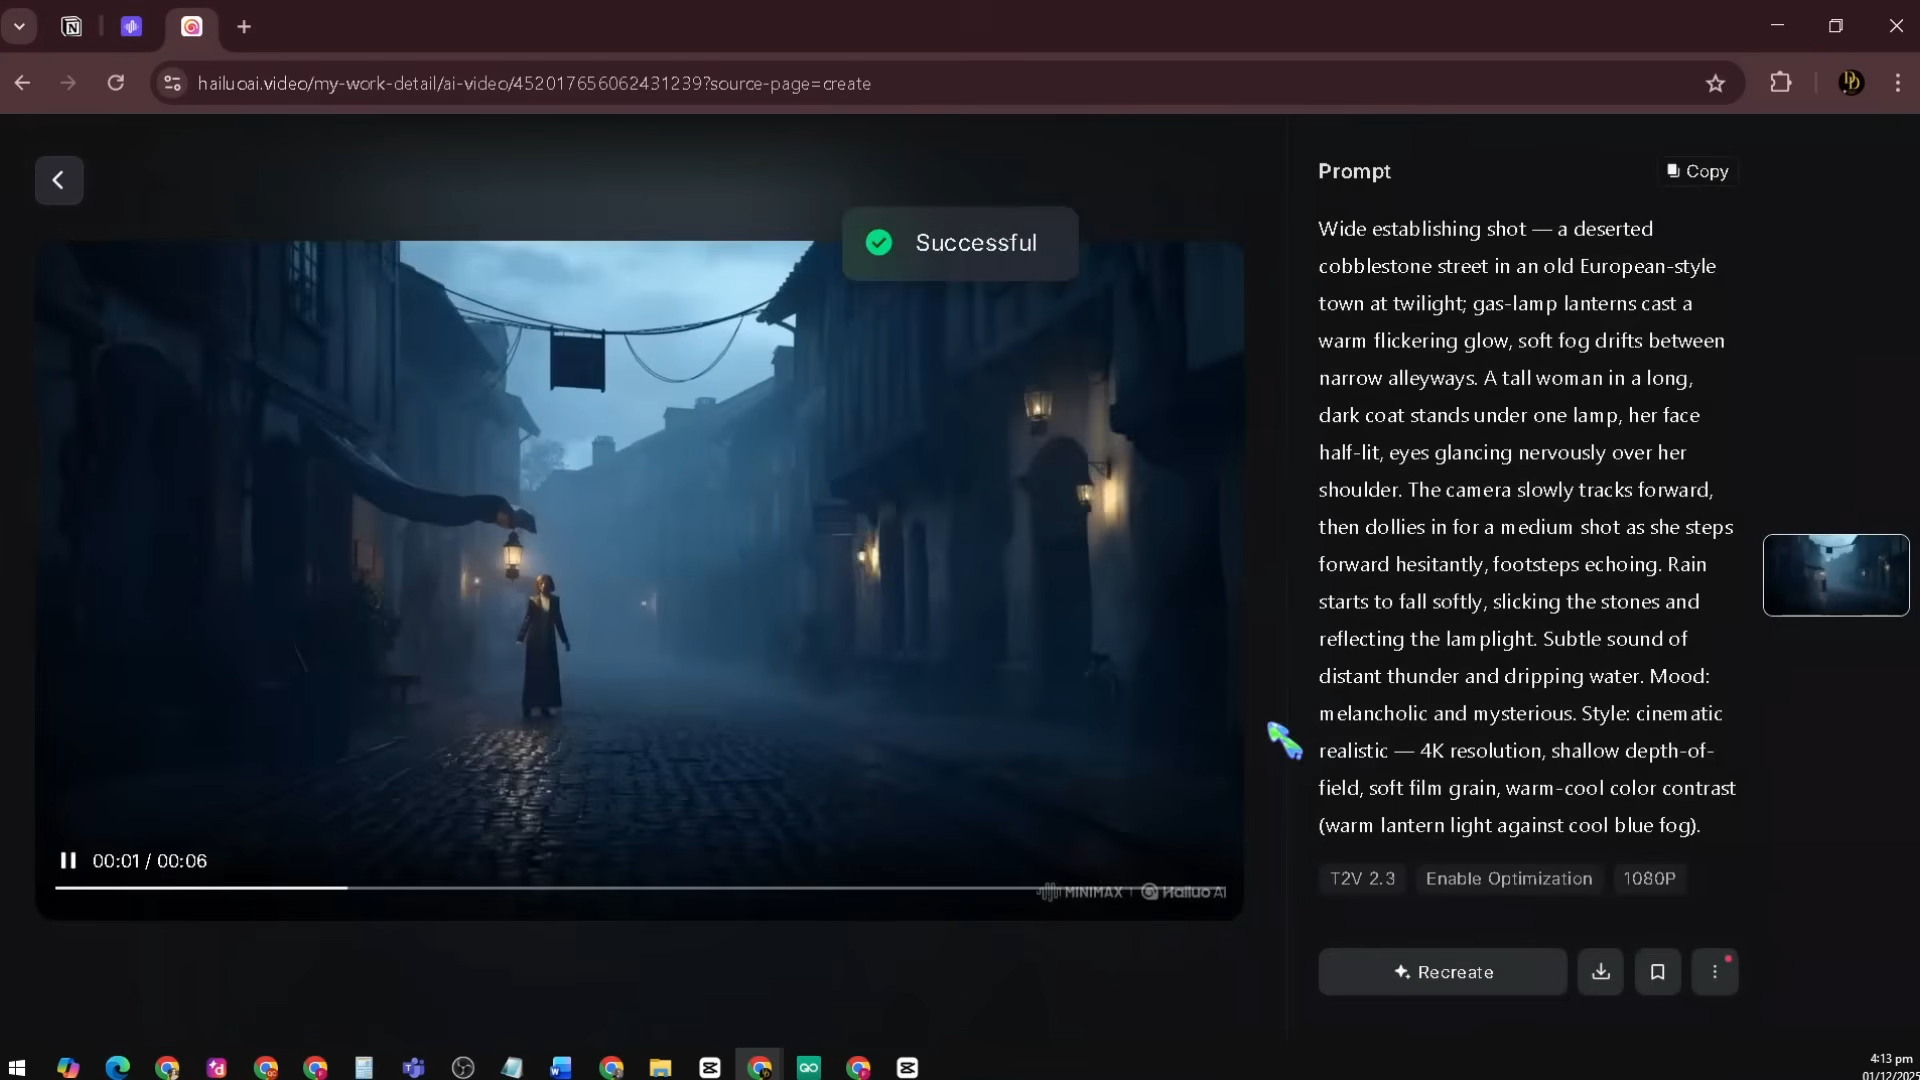 hailuoai.video/my-work-detail/ai-video/452017656062431239?source-page=create
Successful
Prompt
Copy
Wide establishing shot — a deserted
cobblestone street in an old European-style
town at twilight; gas-lamp lanterns cast a
warm flickering glow, soft fog drifts between
narrow alleyways. A tall woman in a long,
dark coat stands under one lamp, her face
half-lit, eyes glancing nervously over her
shoulder. The camera slowly tracks forward,
then dollies in for a medium shot as she steps
forward hesitantly, footsteps echoing. Rain
starts to fall softly, slicking the stones and
reflecting the lamplight. Subtle sound of
distant thunder and dripping water. Mood:
melancholic and mysterious. Style: cinematic
realistic — 4K resolution, shallow depth-of-
field, soft film grain, warm-cool color contrast
(warm lantern light against cool blue fog).
T2V 2.3 Enable Optimization 1080P
Recreate
00:01 / 00:06
MINIMAX | Hailuo AI
4:13 pm
01/12/2025